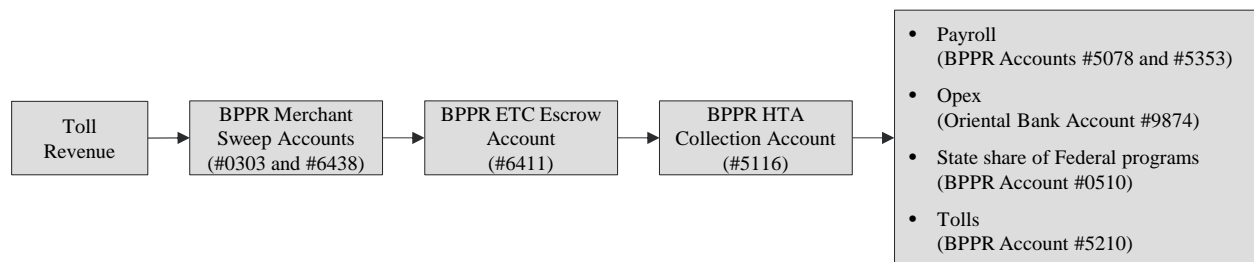 Toll
Revenue
BPPR Merchant
Sweep Accounts
(#0303 and #6438)
BPPR ETC Escrow
Account
(#6411)
BPPR HTA
Collection Account
(#5116)
• Payroll
(BPPR Accounts #5078 and #5353)
• Opex
(Oriental Bank Account #9874)
• State share of Federal programs
(BPPR Account #0510)
• Tolls
(BPPR Account #5210)